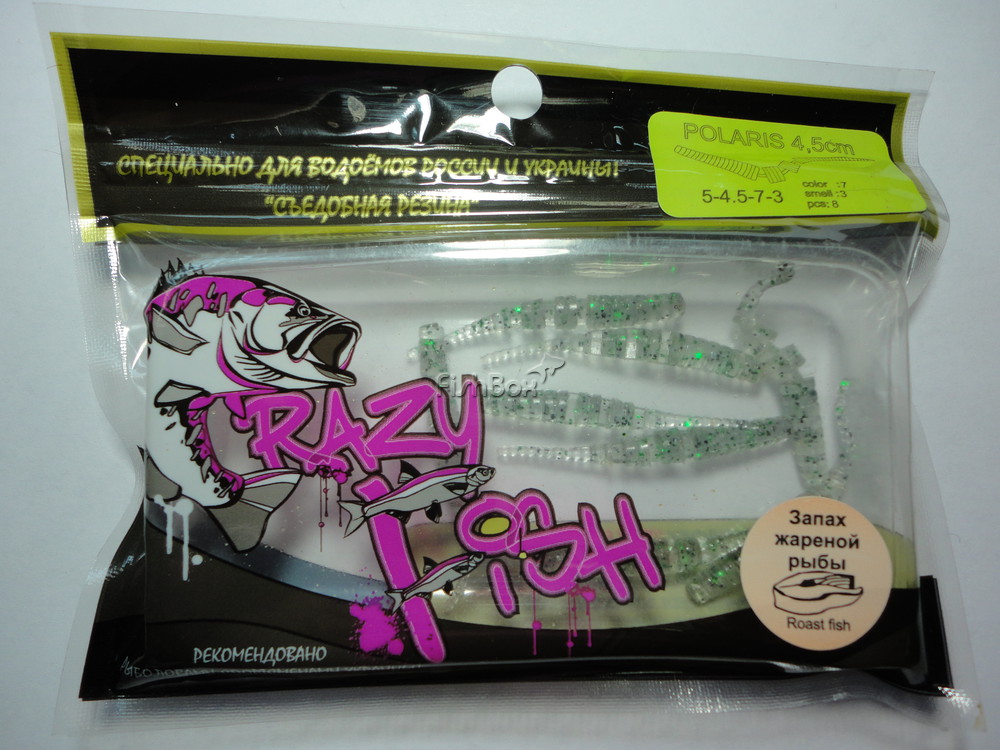 СПЕЦИАЛЬНО ДЛЯ ВОДОЁМОВ РОССИИ И УКРАИНЫ!
"СЪЕДОБНАЯ РЕЗИНА"
POLARIS 4,5cm
5-4.5-7-3
color :7
smell :3
pcs: 8
FishBox
CRAZY
FISH
Запах
жареной
рыбы
Roast fish
РЕКОМЕНДОВАНО